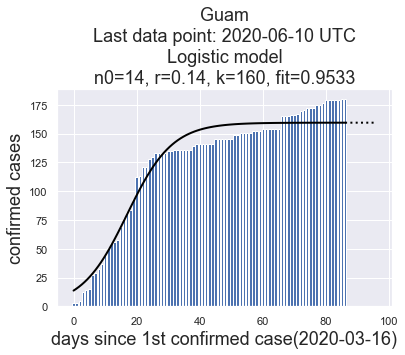 Guam
Last data point: 2020-06-10 UTC
Logistic model
n0=14, r=0.14, k=160, fit=0.9533
confirmed cases
175
150
125
100
75
50
25
0
0 20 40 60 80 100
days since 1st confirmed case(2020-03-16)